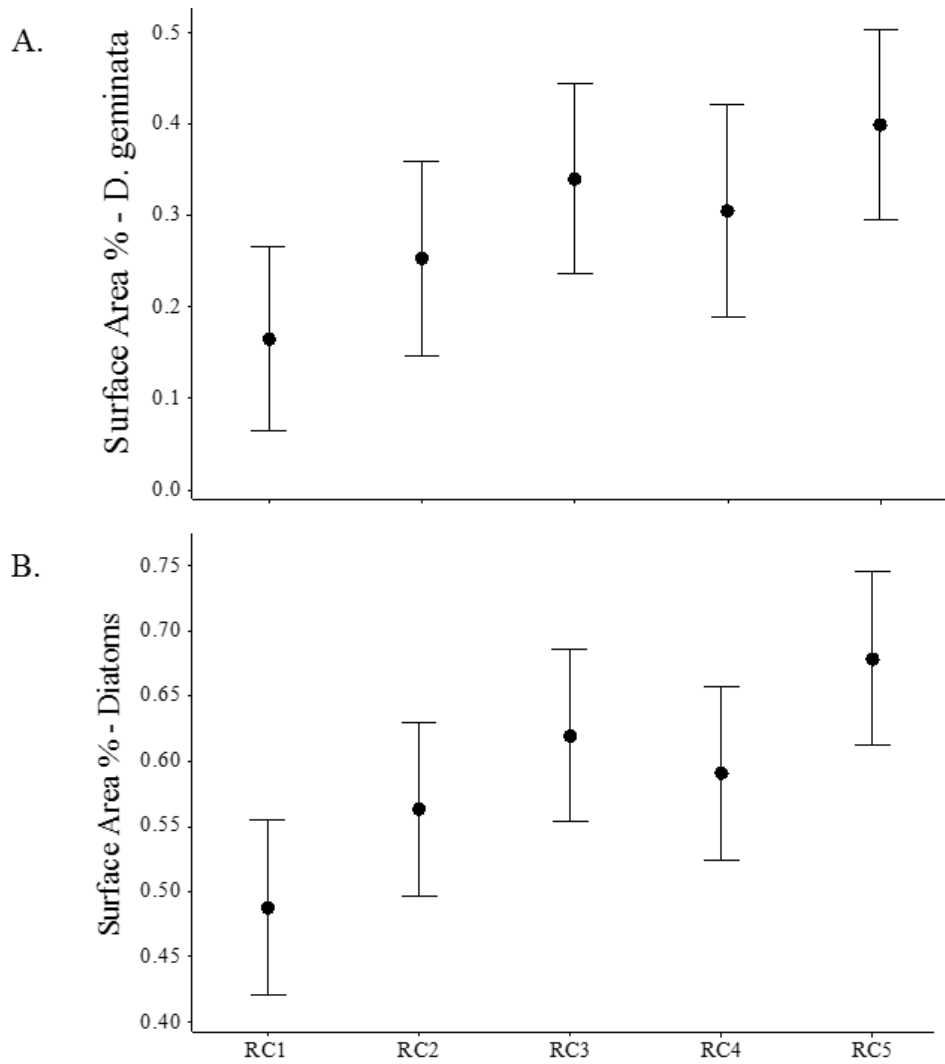 A.
Surface Area % - D. geminata
0.5
0.4
0.3
0.2
0.1
0.0
B.
Surface Area % - Diatoms
0.75
0.70
0.65
0.60
0.55
0.50
0.45
0.40
RC1 RC2 RC3 RC4 RC5